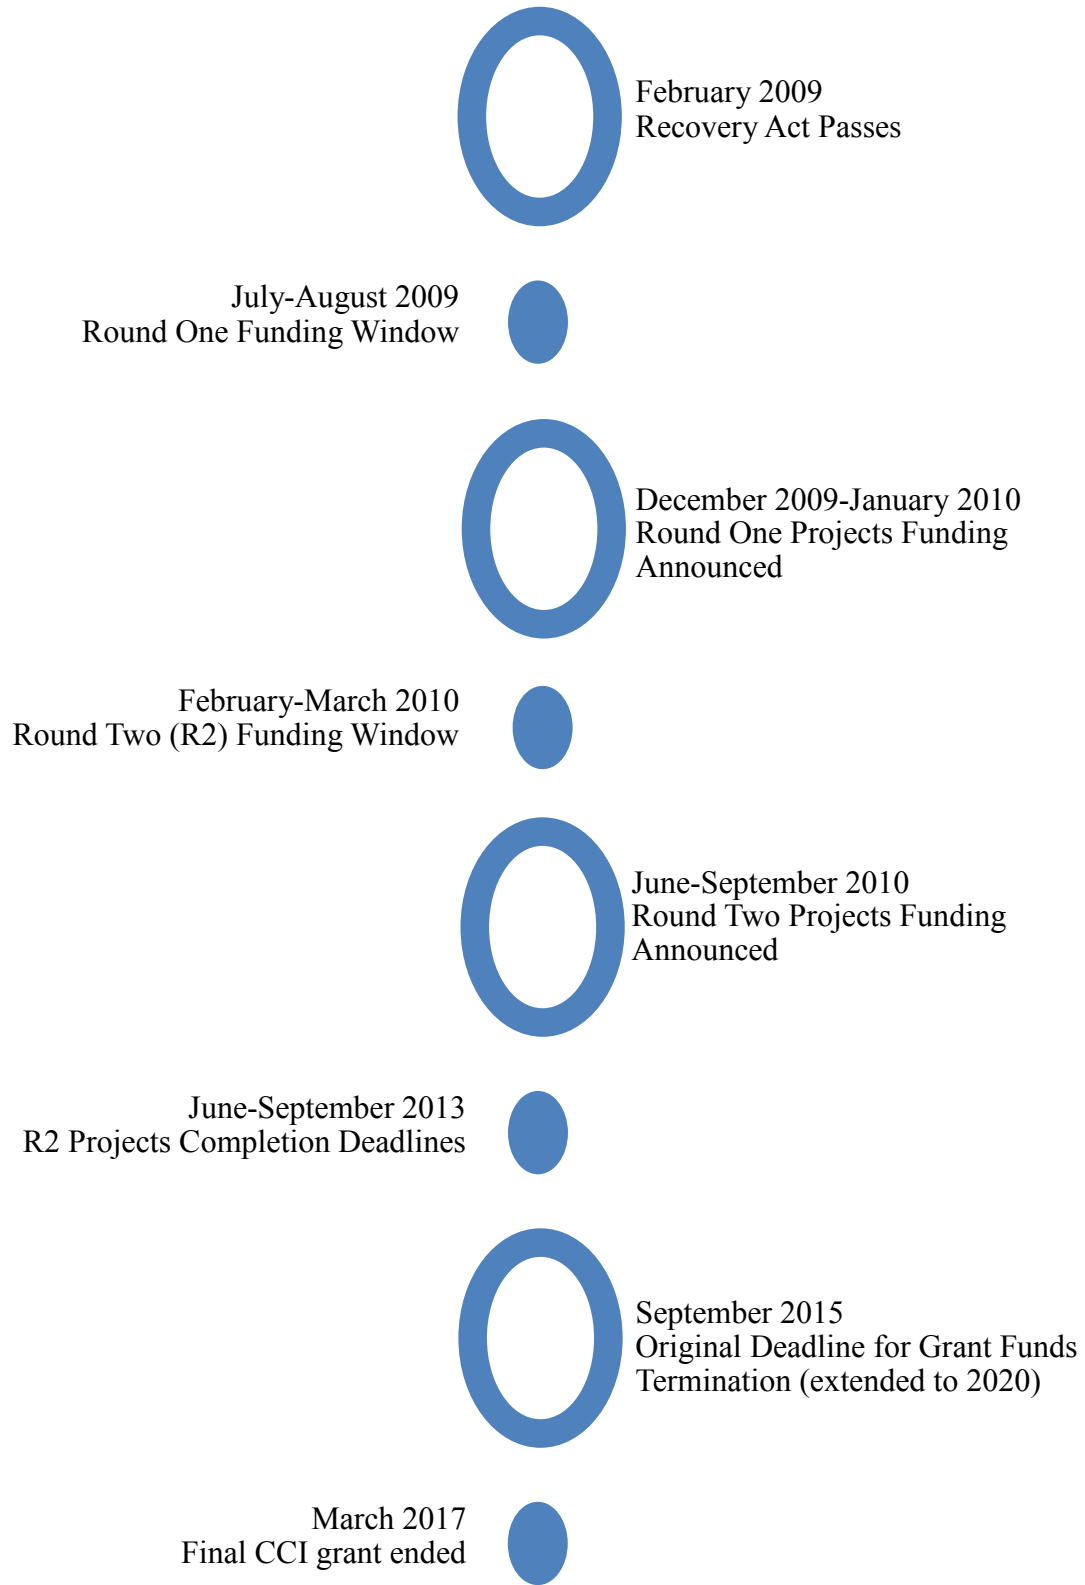 February 2009
Recovery Act Passes
July-August 2009
Round One Funding Window
December 2009-January 2010
Round One Projects Funding
Announced
February-March 2010
Round Two (R2) Funding Window
June-September 2010
Round Two Projects Funding
Announced
June-September 2013
R2 Projects Completion Deadlines
September 2015
Original Deadline for Grant Funds
Termination (extended to 2020)
March 2017
Final CCI grant ended